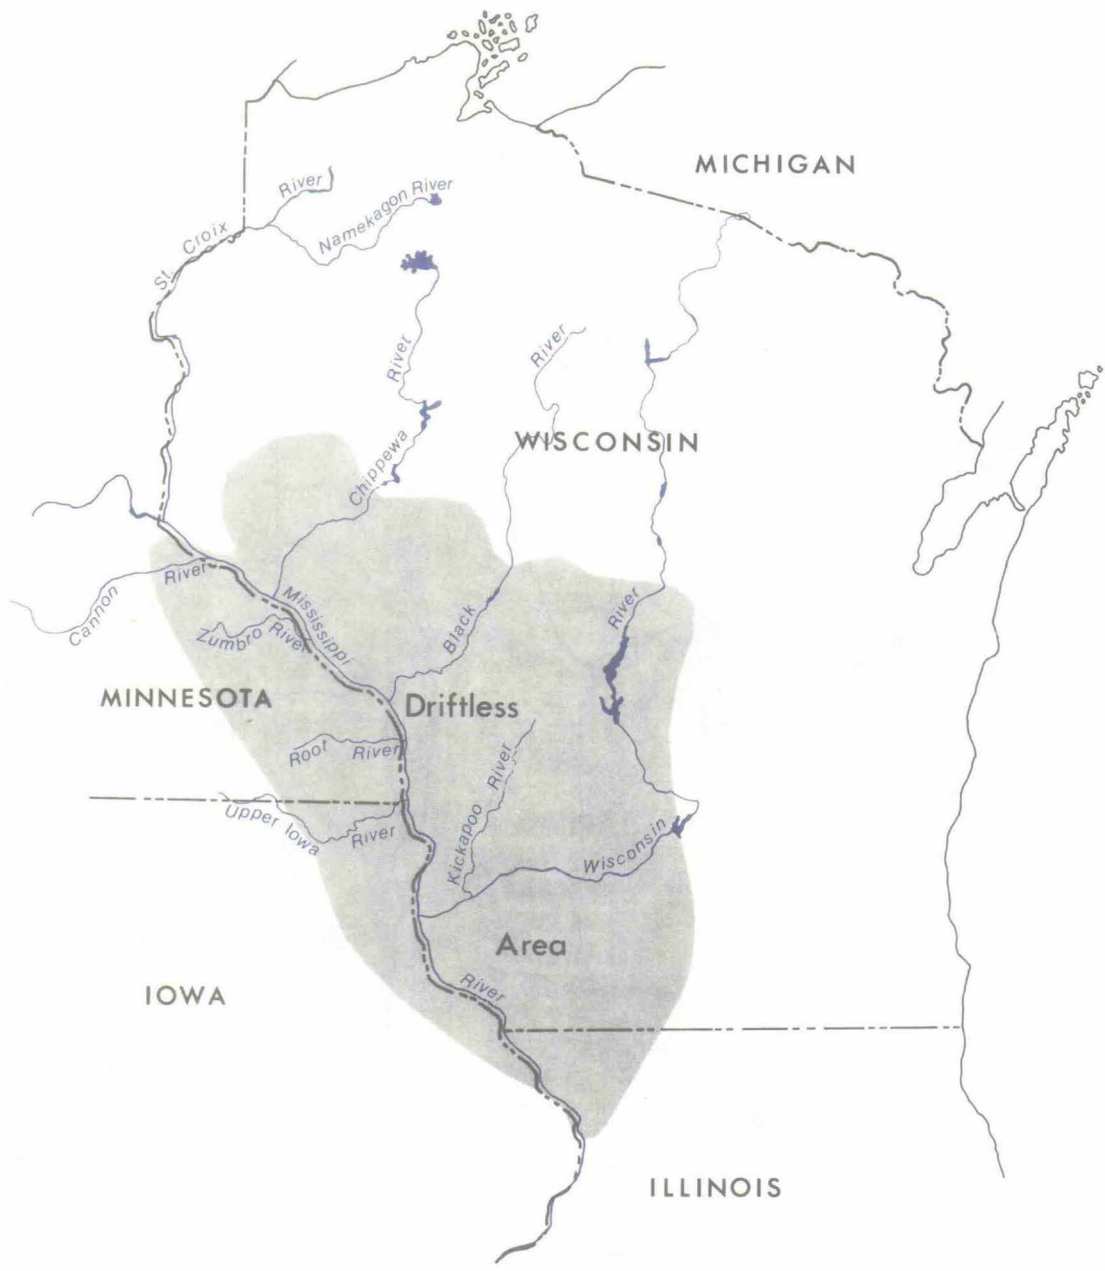 MICHIGAN
River
Namekagon River
St. Croix
River
River
Chippewa
WISCONSIN
River
Cannon
River
Mississippi
Zumbro River
Black
MINNESOTA
Driftless
Root River
River
Upper Iowa
River
Kickapoo
Wisconsin
Area
IOWA
River
ILLINOIS